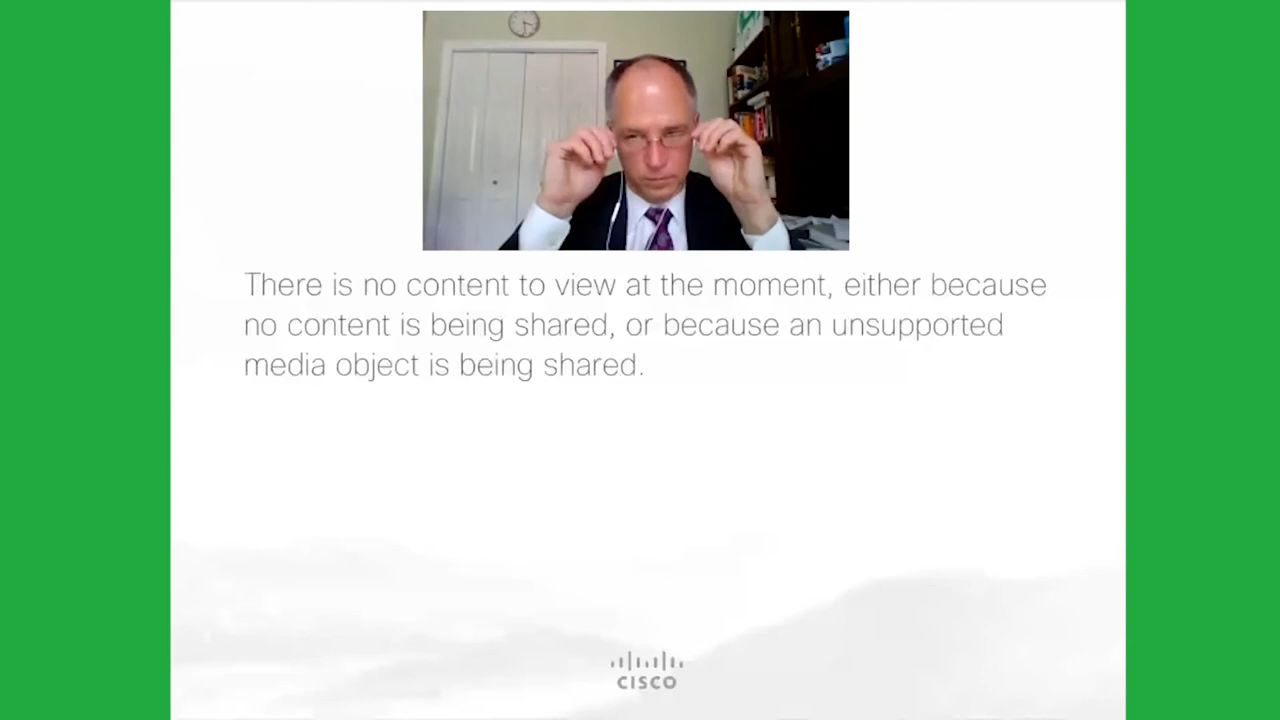 There is no content to view at the moment, either because
no content is being shared, or because an unsupported
media object is being shared.
CISCO